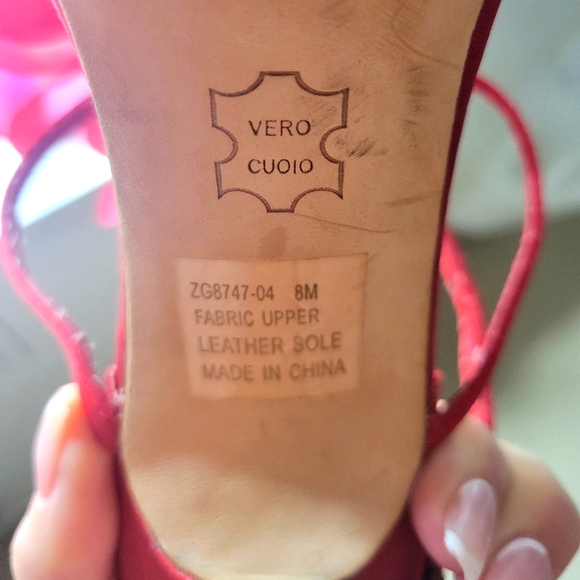 VERO
CUOIO
ZG8747-04 8M
FABRIC UPPER
LEATHER SOLE
MADE IN CHINA